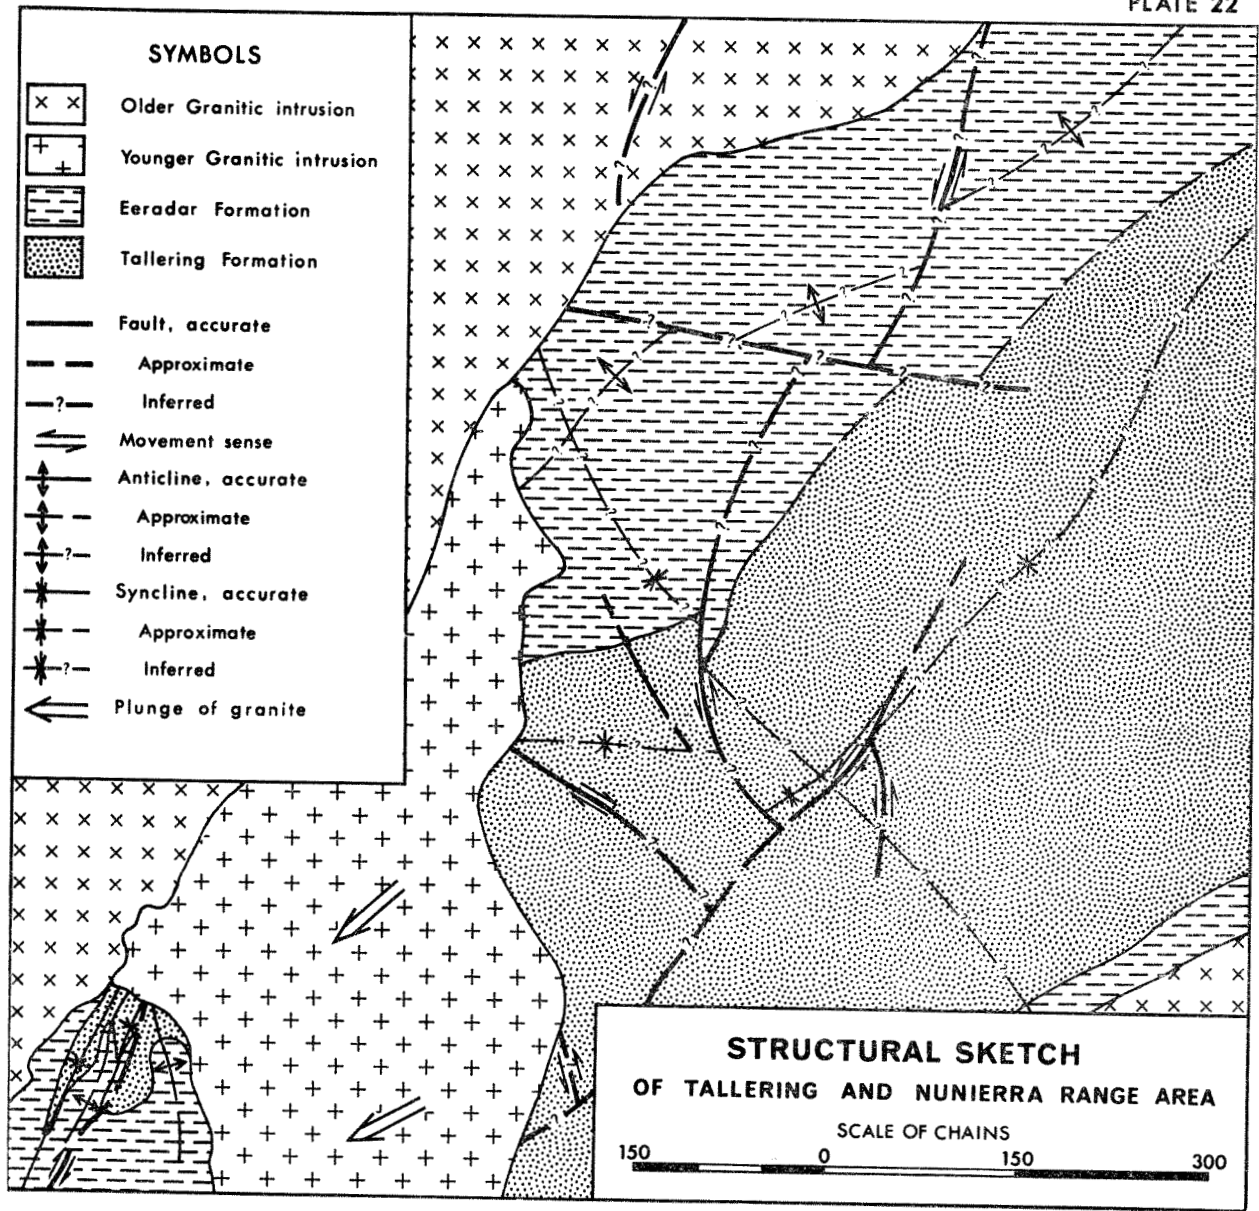 PLATE 22
SYMBOLS
Older Granitic intrusion
Younger Granitic intrusion
Eeradar Formation
Tallering Formation
Fault, accurate
Approximate
? Inferred
Movement sense
Anticline, accurate
Approximate
? Inferred
Syncline, accurate
Approximate
? Inferred
Plunge of granite
STRUCTURAL SKETCH
OF TALLERING AND NUNIERRA RANGE AREA
SCALE OF CHAINS
150 0 150 300